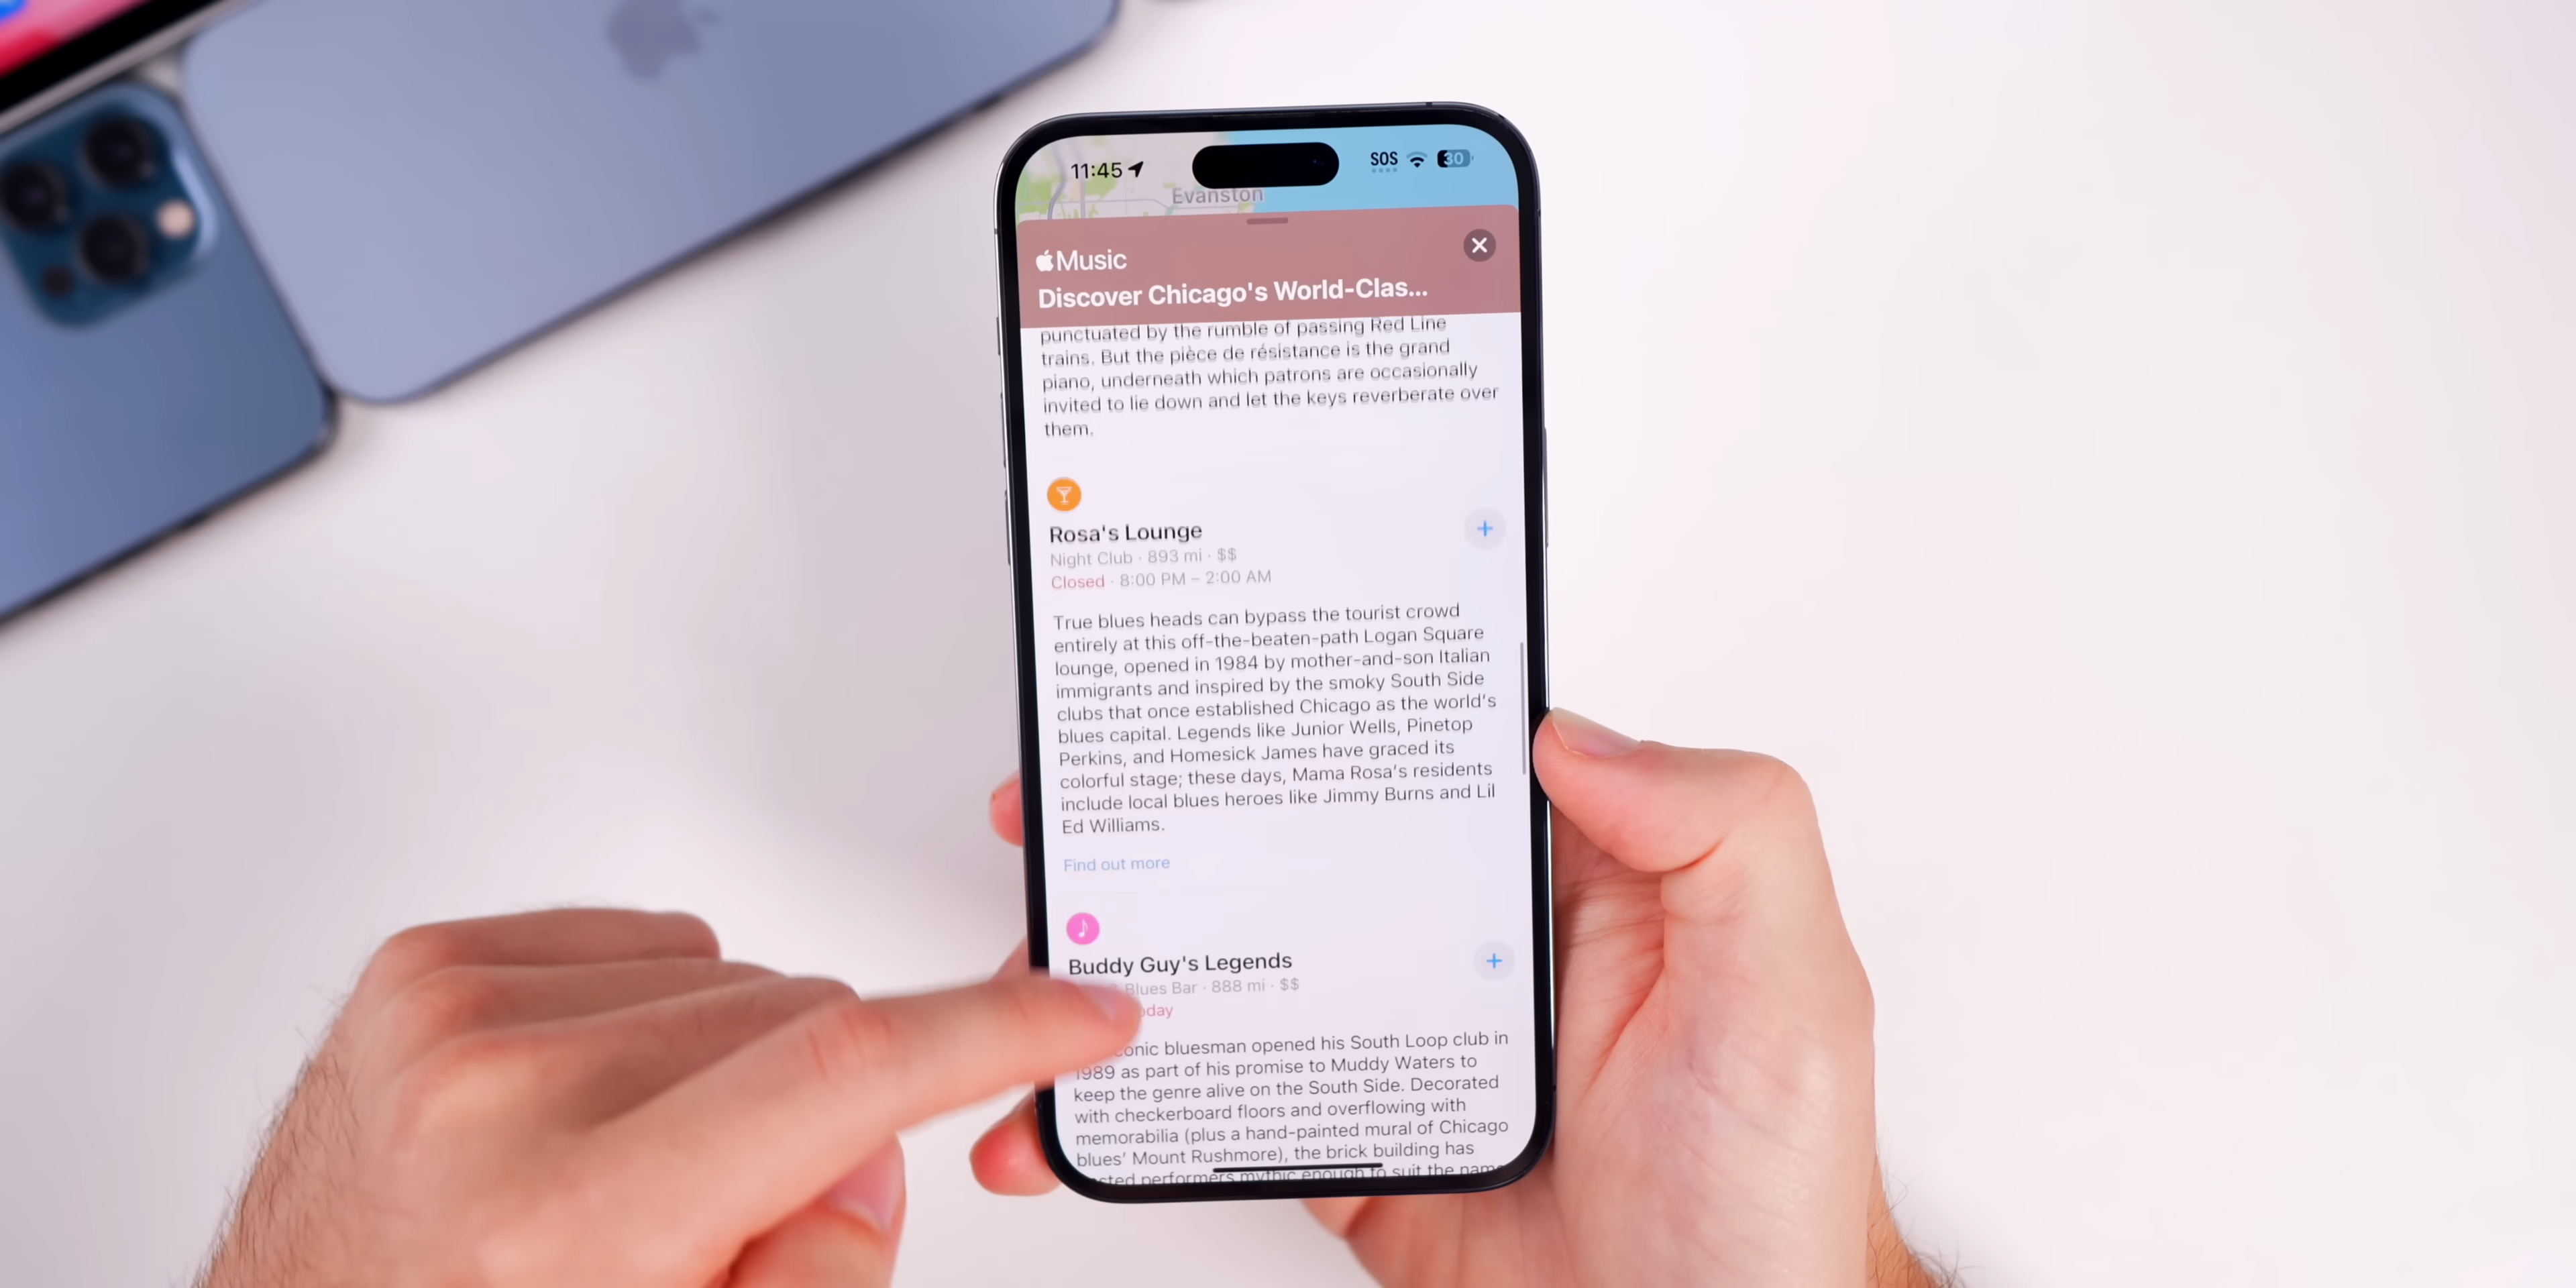 11:45
SOS
30
Evanston
Music
Discover Chicago's World-Clas...
punctuated by the rumble of passing Red Line
trains. But the pièce de résistance is the grand
piano, underneath which patrons are occasionally
invited to lie down and let the keys reverberate over
them.
Rosa's Lounge
Night Club · 893 mi · $$
Closed · 8:00 PM – 2:00 AM
True blues heads can bypass the tourist crowd
entirely at this off-the-beaten-path Logan Square
lounge, opened in 1984 by mother-and-son Italian
immigrants and inspired by the smoky South Side
clubs that once established Chicago as the world's
blues capital. Legends like Junior Wells, Pinetop
Perkins, and Homesick James have graced its
colorful stage; these days, Mama Rosa's residents
include local blues heroes like Jimmy Burns and Lil
Ed Williams.
Find out more
Buddy Guy's Legends
Blues Bar · 888 mi · $$
bluesman opened his South Loop club in
1989 as part of his promise to Muddy Waters to
keep the genre alive on the South Side. Decorated
with checkerboard floors and overflowing with
memorabilia (plus a hand-painted mural of Chicago
blues' Mount Rushmore), the brick building has
performers mythic enough to suit the name